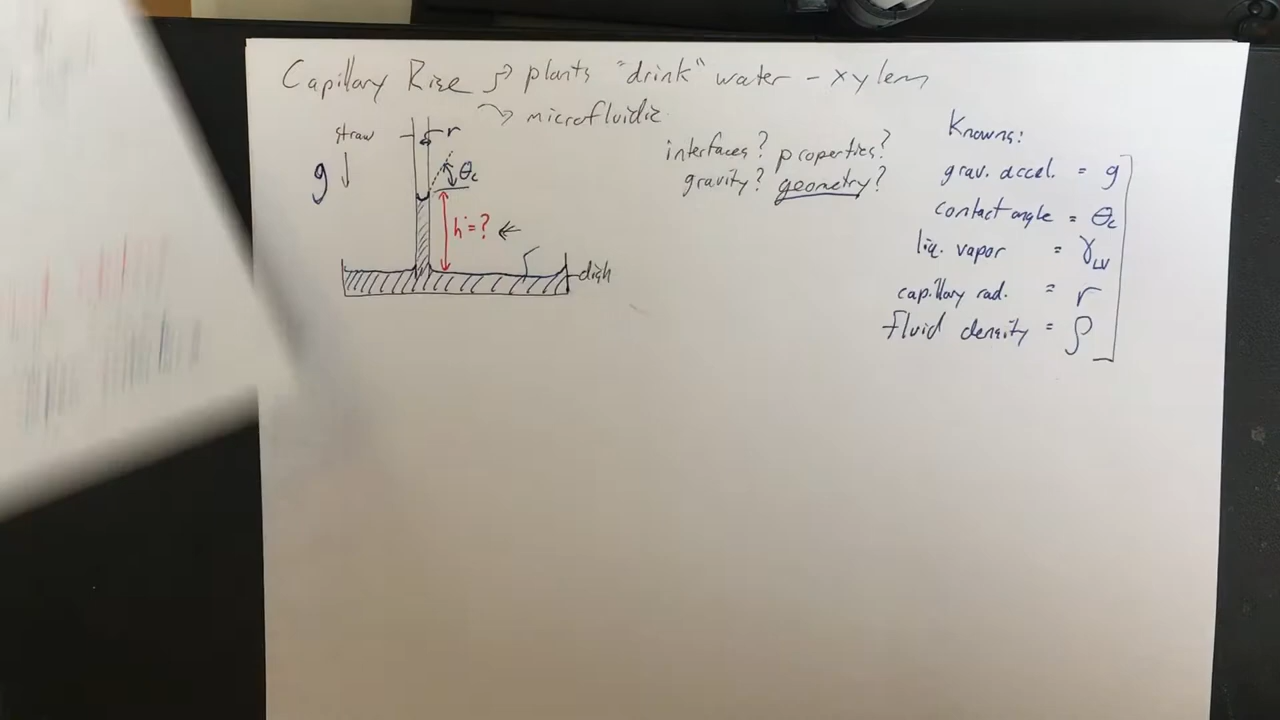 Capillary Rise → plants "drink" water - xylem
→ microfluidic
straw
r
g
θc
h = ?
dish
interfaces? properties?
gravity? geometry?
Knowns:
grav. accel. = g
contact angle = θc
liq. vapor = γLV
capillary rad. = r
fluid density = ρ